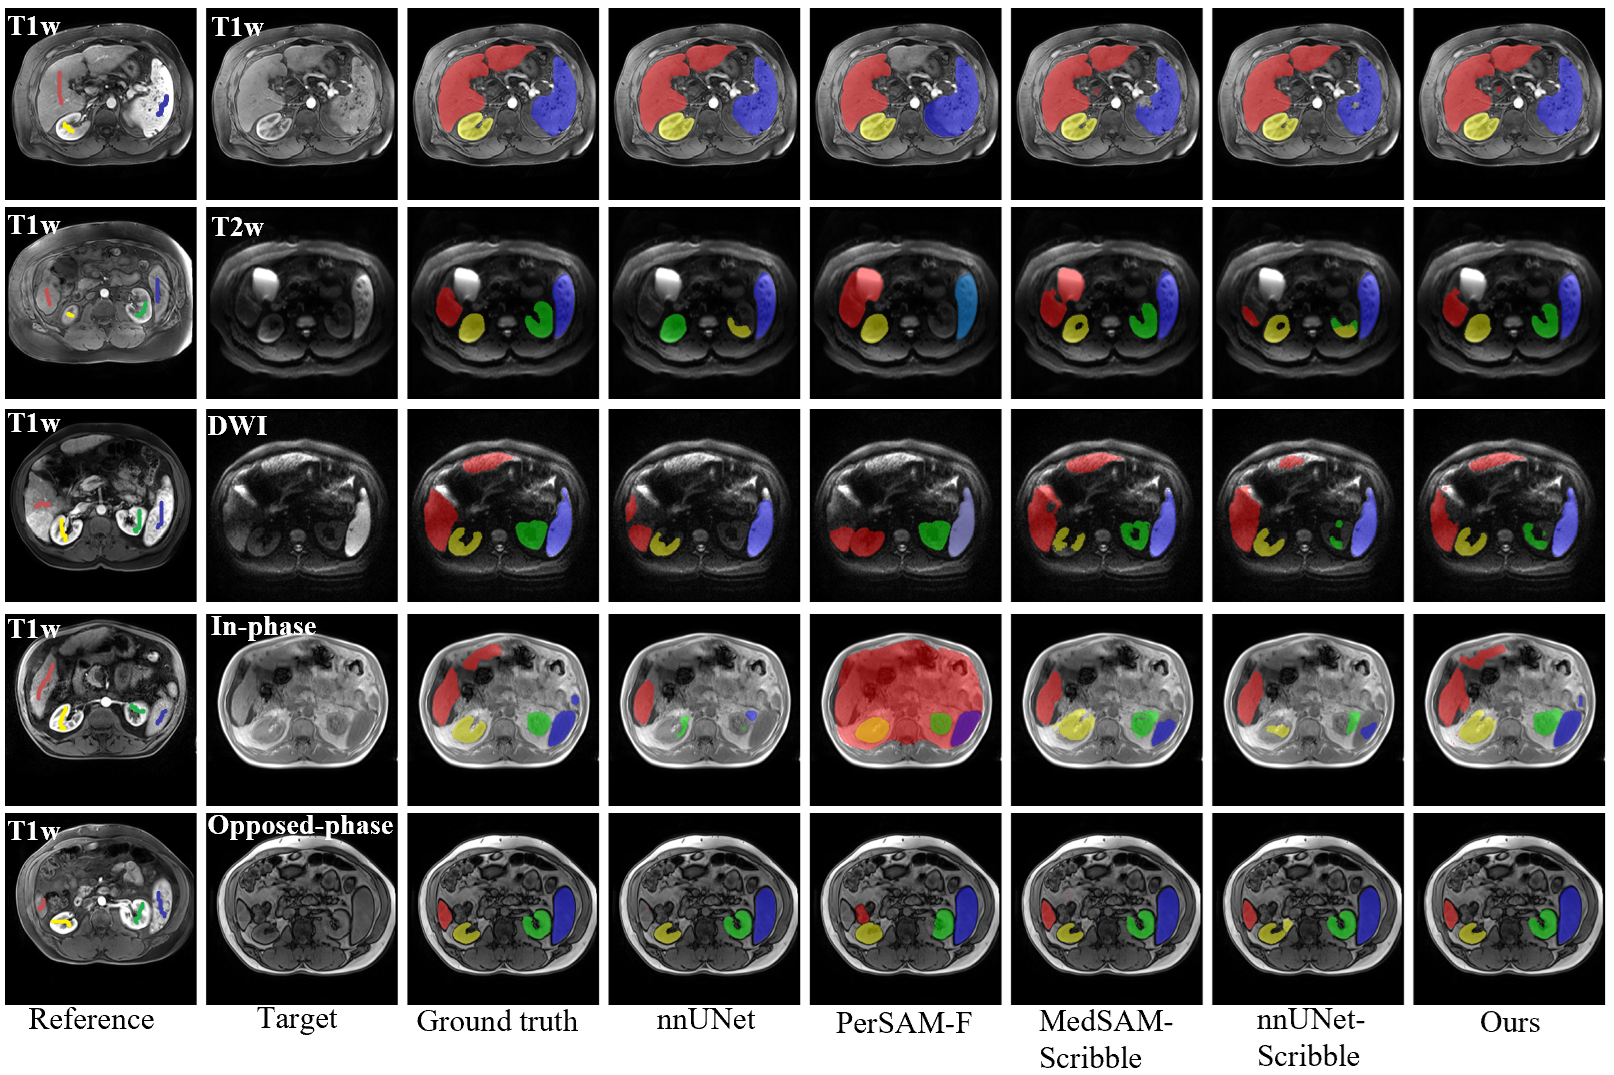 T1w T1w
T1w T2w
T1w DWI
T1w In-phase
T1w Opposed-phase
Reference Target Ground truth nnUNet PerSAM-F MedSAM- nnUNet- Ours
Scribble Scribble